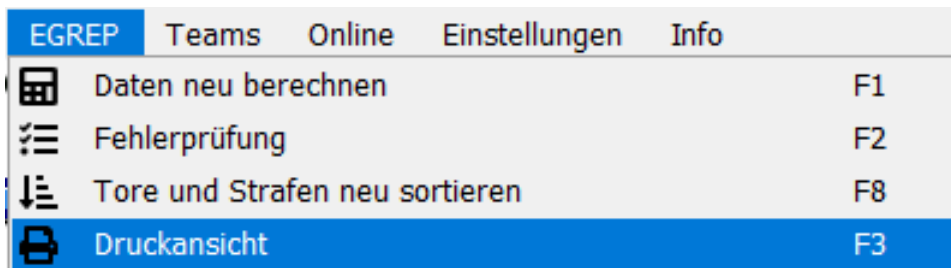 EGREP Teams Online Einstellungen Info
Daten neu berechnen F1
Fehlerprüfung F2
Tore und Strafen neu sortieren F8
Druckansicht F3